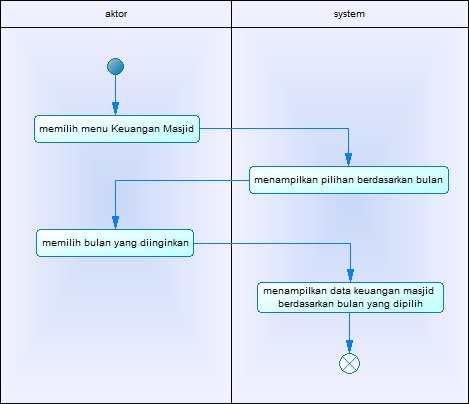 aktor
system
memilih menu Keuangan Masjid
menampilkan pilihan berdasarkan bulan
memilih bulan yang diinginkan
menampilkan data keuangan masjid
berdasarkan bulan yang dipilih